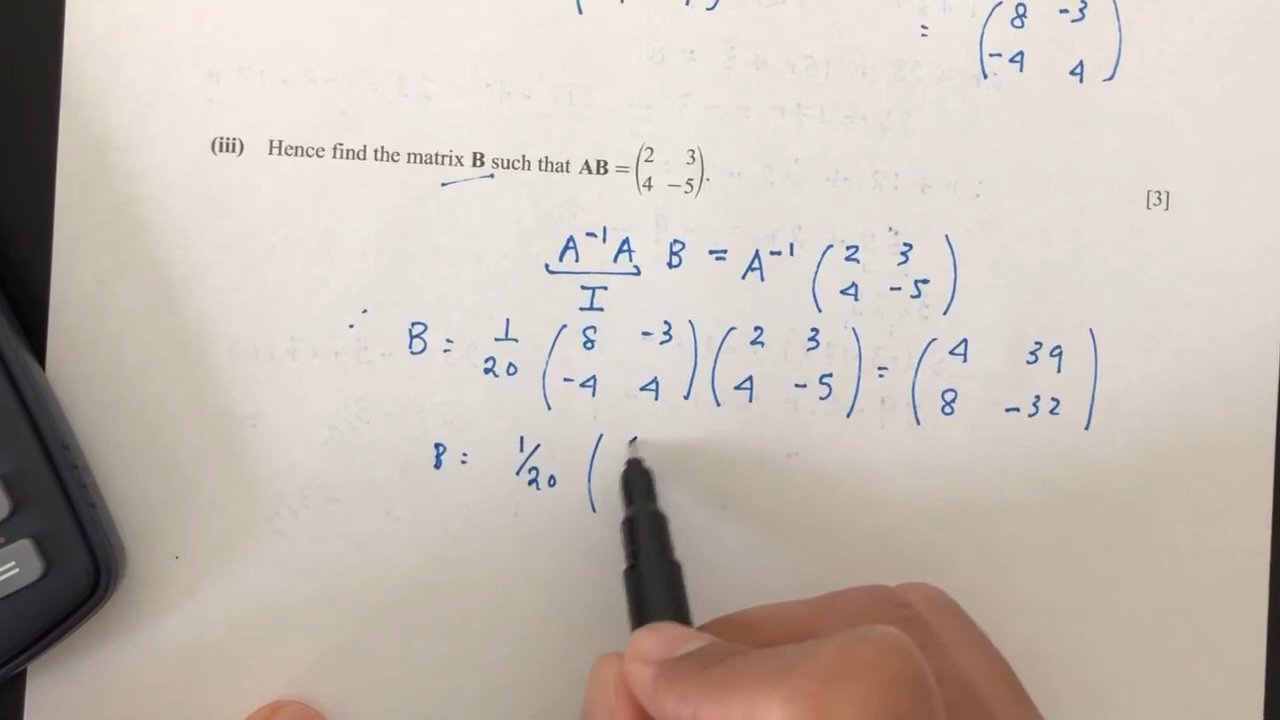 = ( 8 -3
-4 4 )
(iii) Hence find the matrix B such that AB = ( 2 3
4 -5 ).
[3]
A⁻¹A B = A⁻¹ ( 2 3
I 4 -5 )
∴ B = 1/20 ( 8 -3 ) ( 2 3 ) = ( 4 39 )
( -4 4 ) ( 4 -5 ) ( 8 -32 )
B = 1/20 (
=